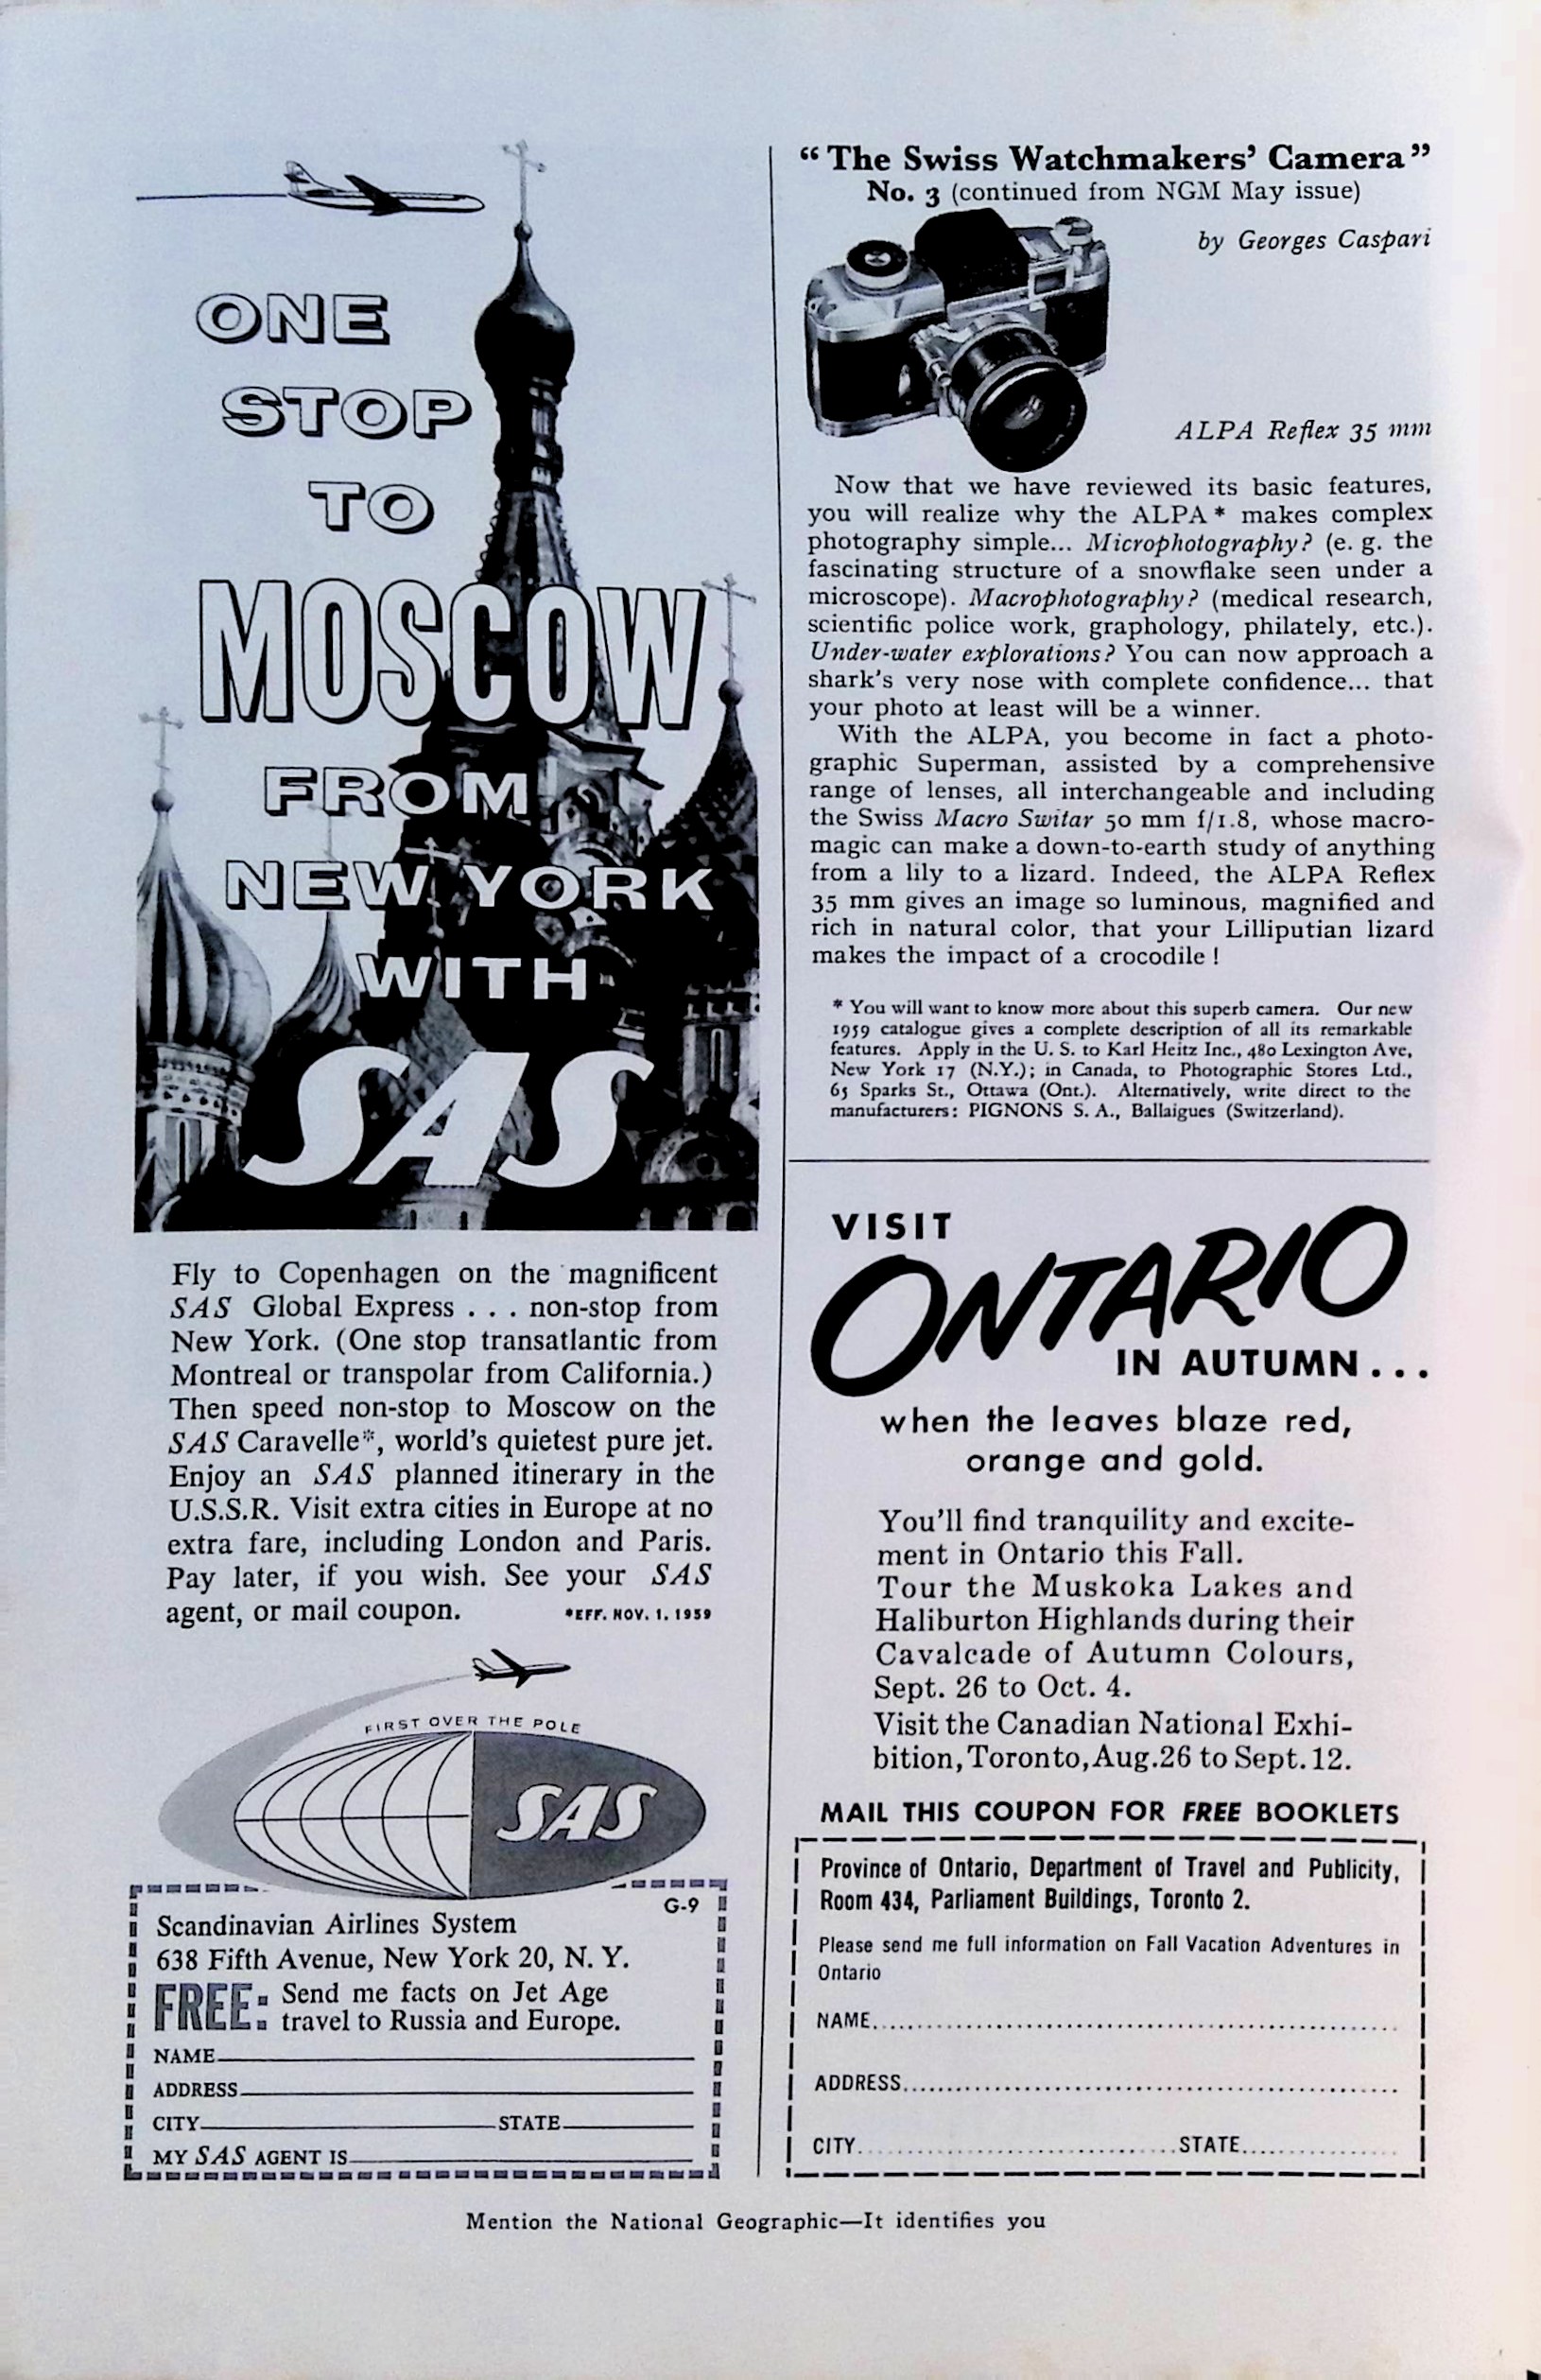 ONE
STOP
TO
MOSCOW
FROM
NEW YORK
WITH
SAS
Fly to Copenhagen on the magnificent
SAS Global Express . . . non-stop from
New York. (One stop transatlantic from
Montreal or transpolar from California.)
Then speed non-stop to Moscow on the
SAS Caravelle*, world's quietest pure jet.
Enjoy an SAS planned itinerary in the
U.S.S.R. Visit extra cities in Europe at no
extra fare, including London and Paris.
Pay later, if you wish. See your SAS
agent, or mail coupon. *EFF. NOV. 1. 1959
FIRST OVER THE POLE
SAS
G-9
Scandinavian Airlines System
638 Fifth Avenue, New York 20, N. Y.
FREE: Send me facts on Jet Age
travel to Russia and Europe.
NAME
ADDRESS
CITY STATE
MY SAS AGENT IS
“The Swiss Watchmakers’ Camera”
No. 3 (continued from NGM May issue)
by Georges Caspari
ALPA Reflex 35 mm
Now that we have reviewed its basic features,
you will realize why the ALPA* makes complex
photography simple... Microphotography? (e. g. the
fascinating structure of a snowflake seen under a
microscope). Macrophotography? (medical research,
scientific police work, graphology, philately, etc.).
Under-water explorations? You can now approach a
shark's very nose with complete confidence... that
your photo at least will be a winner.
With the ALPA, you become in fact a photo-
graphic Superman, assisted by a comprehensive
range of lenses, all interchangeable and including
the Swiss Macro Switar 50 mm f/1.8, whose macro-
magic can make a down-to-earth study of anything
from a lily to a lizard. Indeed, the ALPA Reflex
35 mm gives an image so luminous, magnified and
rich in natural color, that your Lilliputian lizard
makes the impact of a crocodile !
* You will want to know more about this superb camera. Our new
1959 catalogue gives a complete description of all its remarkable
features. Apply in the U. S. to Karl Heitz Inc., 480 Lexington Ave,
New York 17 (N.Y.); in Canada, to Photographic Stores Ltd.,
65 Sparks St., Ottawa (Ont.). Alternatively, write direct to the
manufacturers: PIGNONS S. A., Ballaigues (Switzerland).
VISIT
ONTARIO
IN AUTUMN...
when the leaves blaze red,
orange and gold.
You'll find tranquility and excite-
ment in Ontario this Fall.
Tour the Muskoka Lakes and
Haliburton Highlands during their
Cavalcade of Autumn Colours,
Sept. 26 to Oct. 4.
Visit the Canadian National Exhi-
bition, Toronto, Aug. 26 to Sept. 12.
MAIL THIS COUPON FOR FREE BOOKLETS
Province of Ontario, Department of Travel and Publicity,
Room 434, Parliament Buildings, Toronto 2.
Please send me full information on Fall Vacation Adventures in
Ontario
NAME
ADDRESS
CITY STATE
Mention the National Geographic—It identifies you